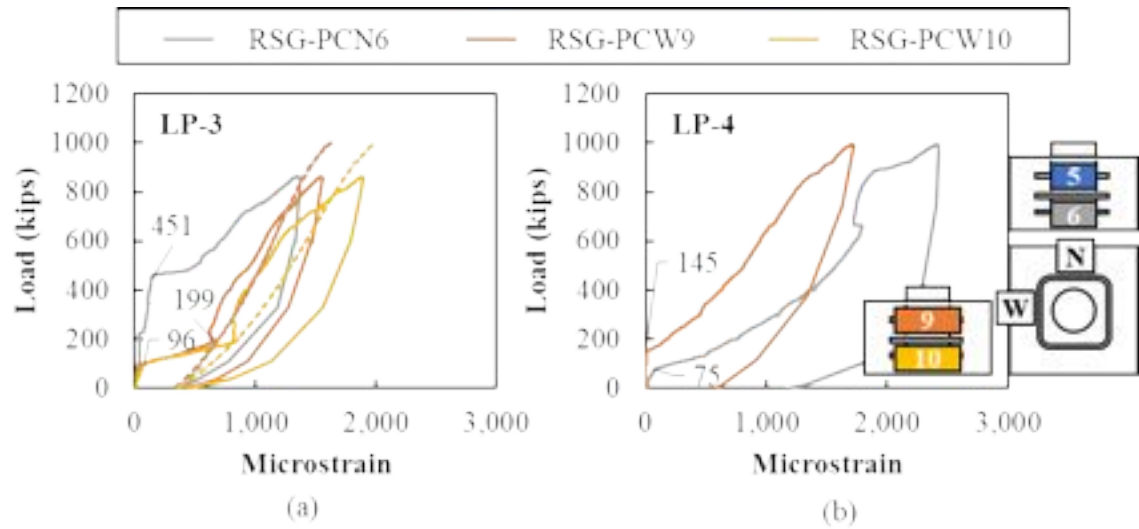 RSG-PCN6 RSG-PCW9 RSG-PCW10
1200 1000 800 600 400 200 0
Load (kips)
LP-3
451
199
96
0 1,000 2,000 3,000
Microstrain
(a)
1200 1000 800 600 400 200 0
Load (kips)
LP-4
145
75
0 1,000 2,000 3,000
Microstrain
(b)
5
6
N
W
9
10